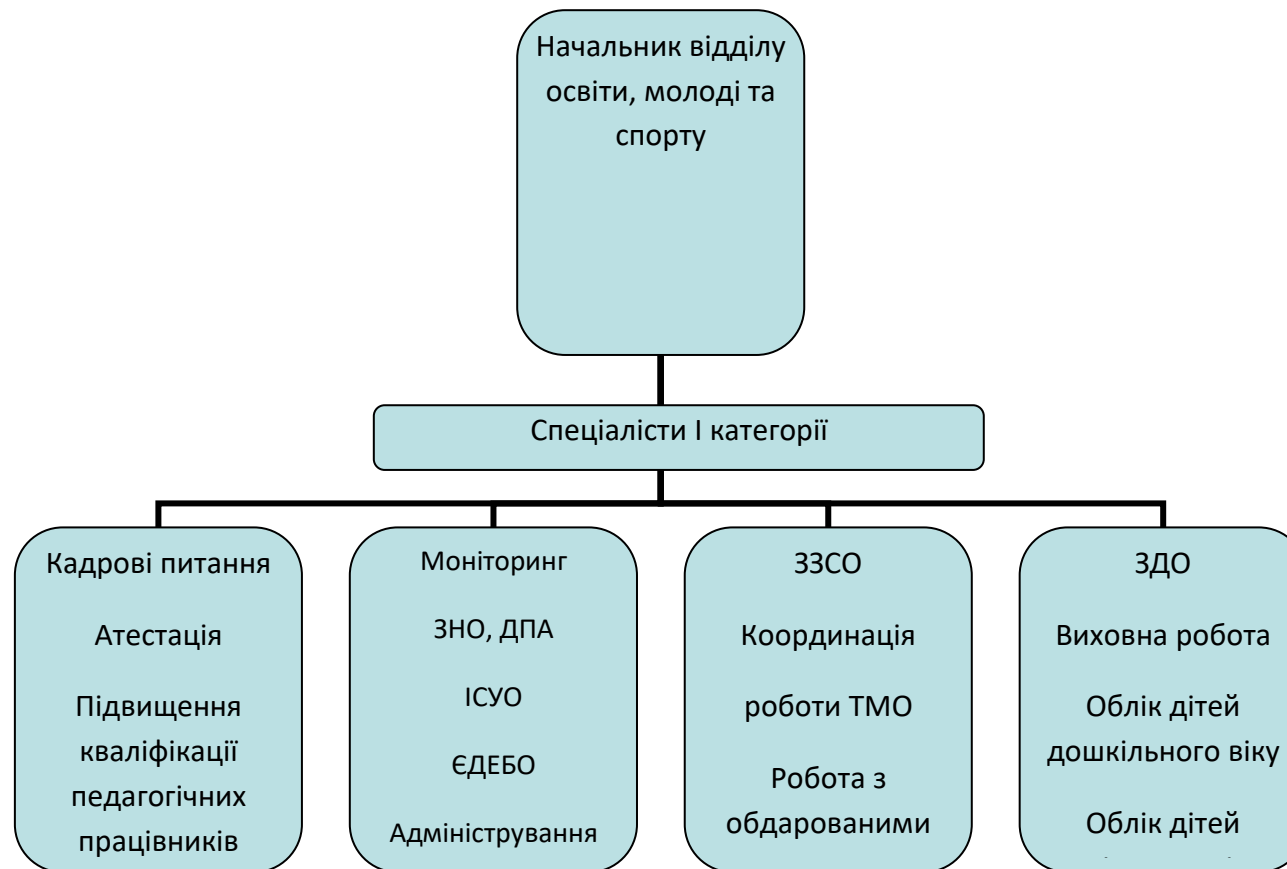 Начальник відділу
освіти, молоді та
спорту
Спеціалісти І категорії
Кадрові питання
Атестація
Підвищення
кваліфікації
педагогічних
працівників
Моніторинг
ЗНО, ДПА
ІСУО
ЄДЕБО
Адміністрування
ЗЗСО
Координація
роботи ТМО
Робота з
обдарованими
ЗДО
Виховна робота
Облік дітей
дошкільного віку
Облік дітей